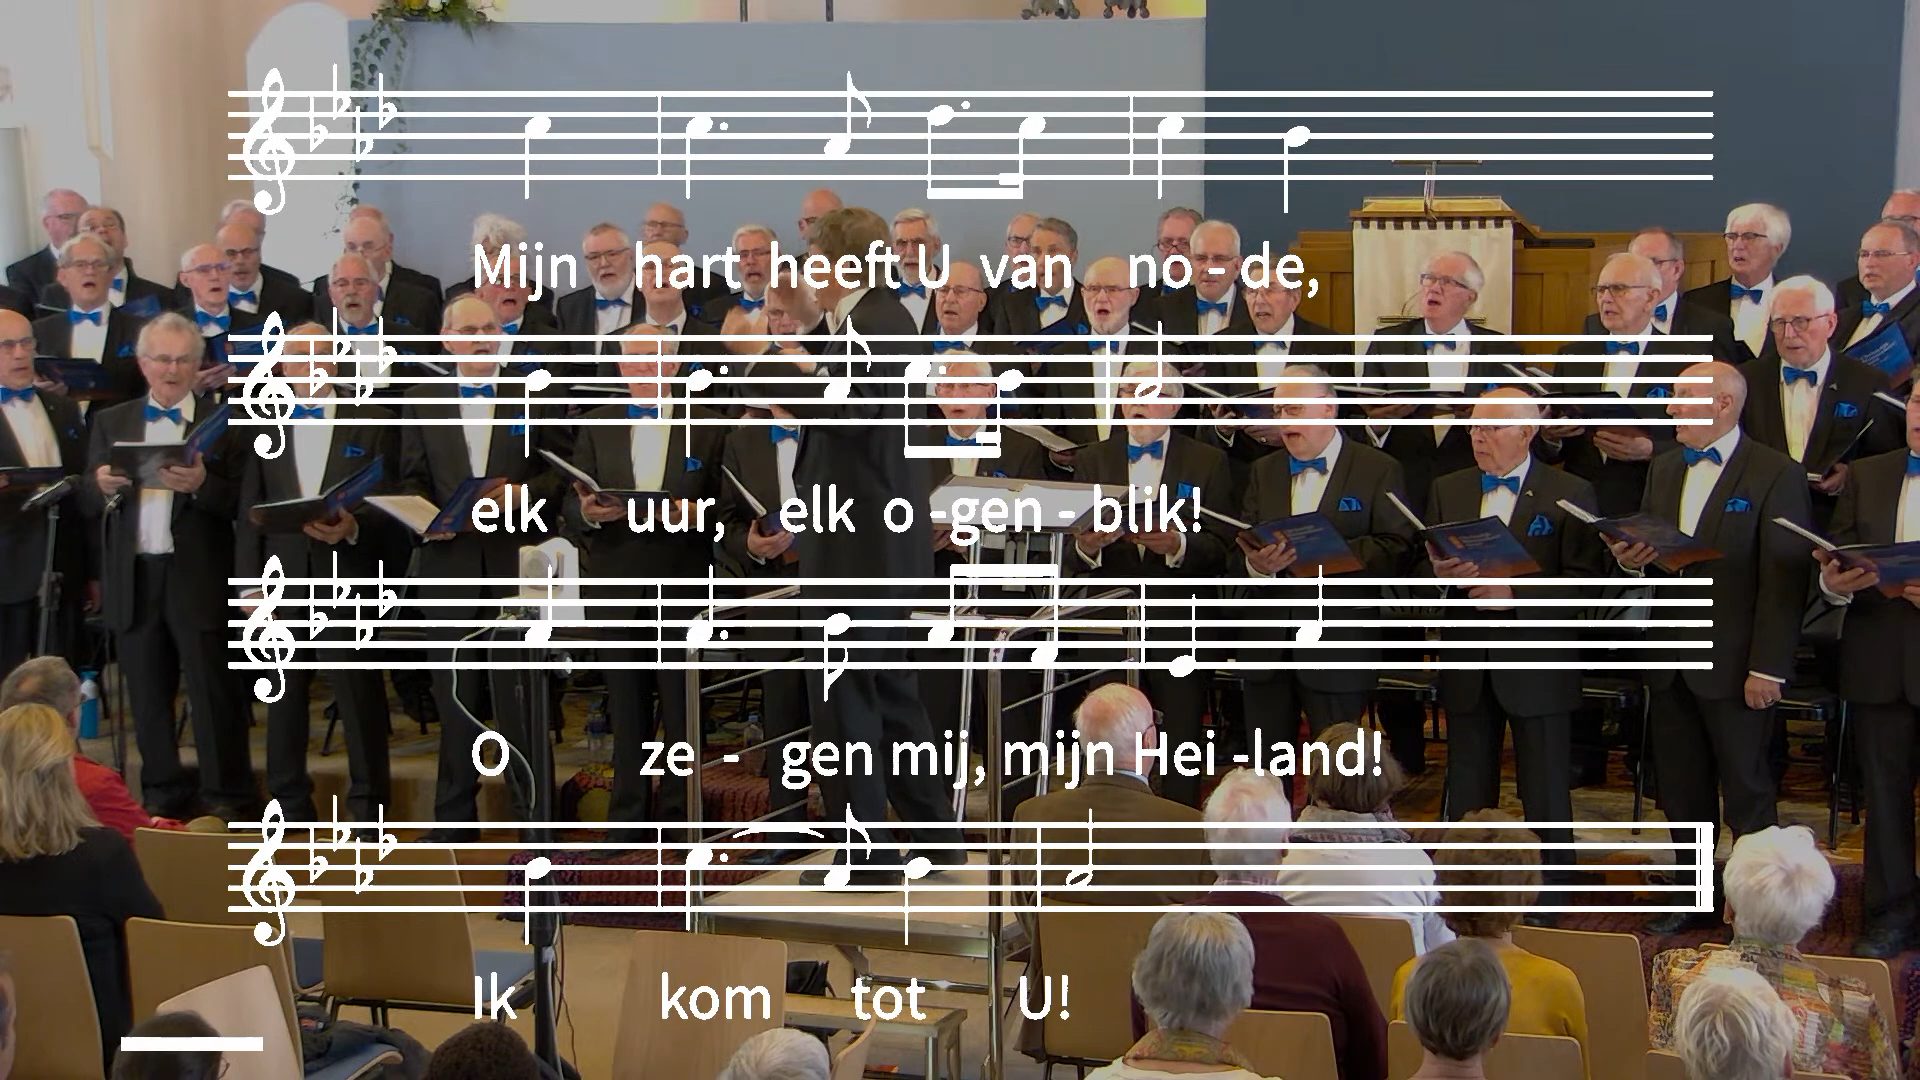 Mijn hart heeft U van no - de,
elk uur, elk o - gen - blik!
O ze - gen mij, mijn Hei - land!
Ik kom tot U!